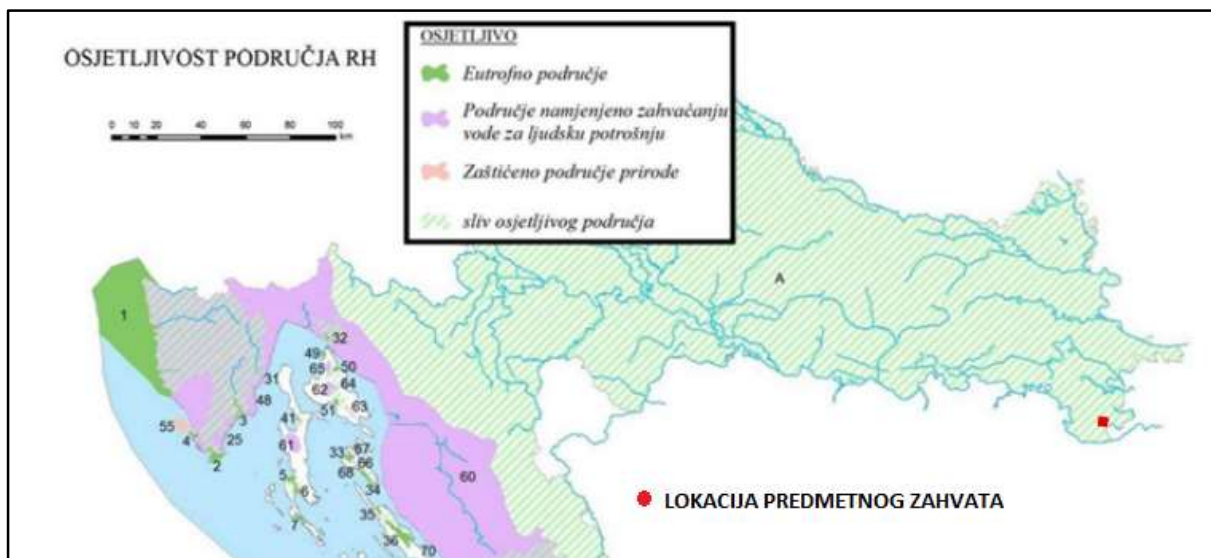 OSJETLJIVOST PODRUČJA RH
0 20 40 60 80 100
km
OSJETLJIVO
Eutrofno područje
Područje namjenjeno zahvaćanju
vode za ljudsku potrošnju
Zaštićeno područje prirode
sliv osjetljivog područja
A
1
32
49
65
50
31
62
64
48
51
63
3
41
55
4
25
61
2
33
67
66
68
60
5
6
34
7
35
36
70
LOKACIJA PREDMETNOG ZAHVATA